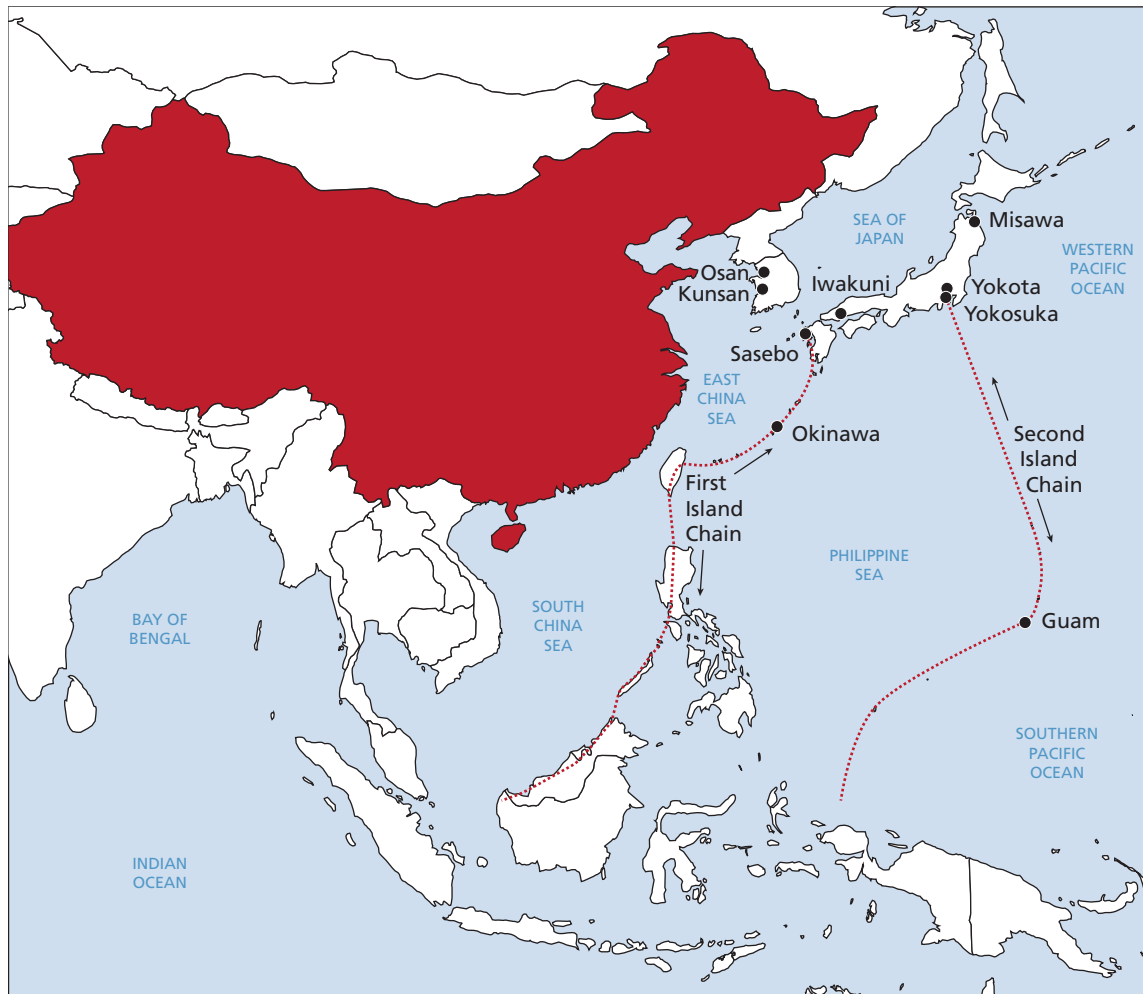 SEA OF
JAPAN
Misawa
WESTERN
PACIFIC
OCEAN
Osan
Kunsan
Iwakuni
Yokota
Yokosuka
Sasebo
EAST
CHINA
SEA
Okinawa
Second
Island
Chain
First
Island
Chain
PHILIPPINE
SEA
BAY OF
BENGAL
SOUTH
CHINA
SEA
Guam
SOUTHERN
PACIFIC
OCEAN
INDIAN
OCEAN